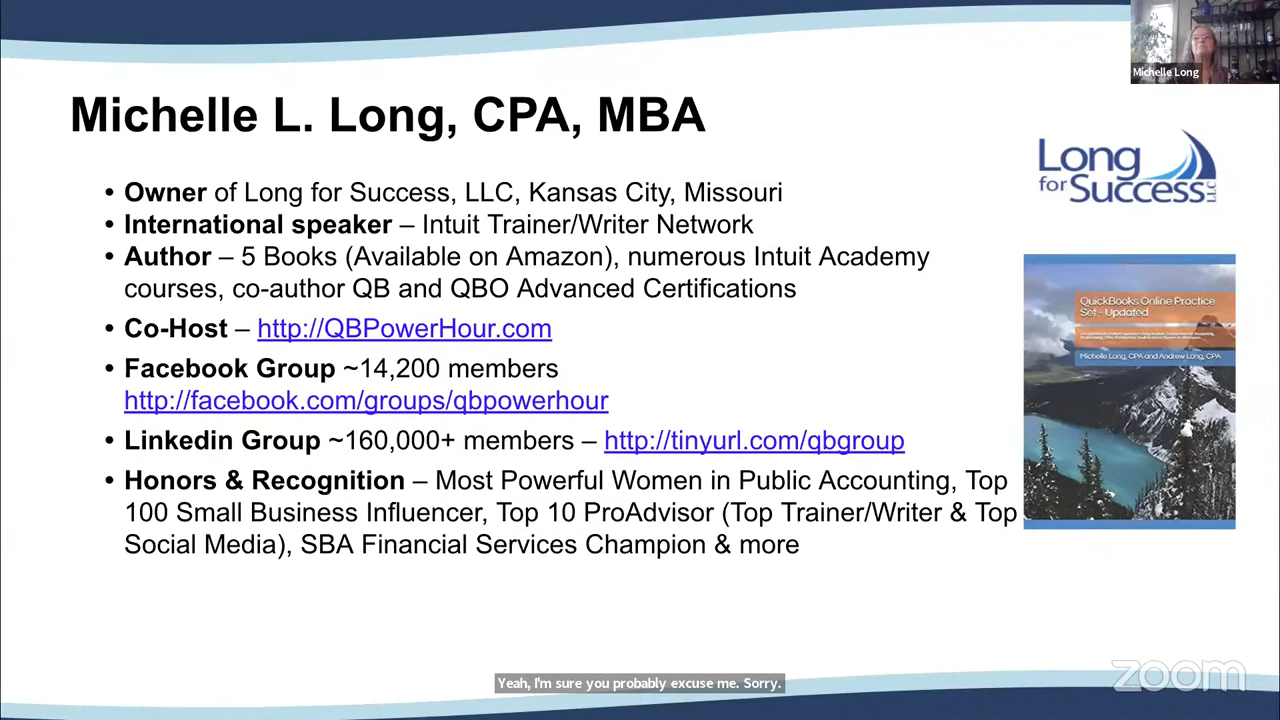 Michelle Long
Michelle L. Long, CPA, MBA
Long
for Success LLC
• Owner of Long for Success, LLC, Kansas City, Missouri
• International speaker – Intuit Trainer/Writer Network
• Author – 5 Books (Available on Amazon), numerous Intuit Academy
courses, co-author QB and QBO Advanced Certifications
• Co-Host – http://QBPowerHour.com
• Facebook Group ~14,200 members
http://facebook.com/groups/qbpowerhour
• Linkedin Group ~160,000+ members – http://tinyurl.com/qbgroup
• Honors & Recognition – Most Powerful Women in Public Accounting, Top
100 Small Business Influencer, Top 10 ProAdvisor (Top Trainer/Writer & Top
Social Media), SBA Financial Services Champion & more
QuickBooks Online Practice
Set - Updated
Michelle Long, CPA and Andrew Long, CPA
Yeah, I'm sure you probably excuse me. Sorry.
zoom